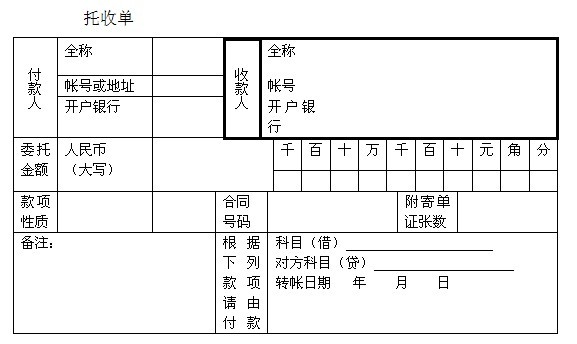 托收单
付款人
全称
帐号或地址
开户银行
收款人
全称
帐号
开户银
行
委托
金额
人民币
（大写）
千 百 十 万 千 百 十 元 角 分
款项
性质
合同
号码
附寄单
证张数
备注：
根据
下列
款项
请由
付款
科目（借）
对方科目（贷）
转帐日期 年 月 日